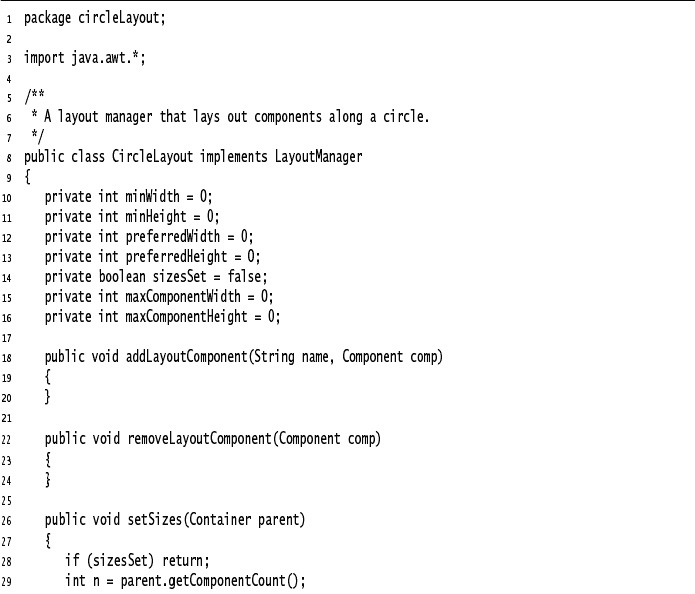 1 package circleLayout;
2
3 import java.awt.*;
4
5 /**
6  * A layout manager that lays out components along a circle.
7  */
8 public class CircleLayout implements LayoutManager
9 {
10    private int minWidth = 0;
11    private int minHeight = 0;
12    private int preferredWidth = 0;
13    private int preferredHeight = 0;
14    private boolean sizesSet = false;
15    private int maxComponentWidth = 0;
16    private int maxComponentHeight = 0;
17
18    public void addLayoutComponent(String name, Component comp)
19    {
20    }
21
22    public void removeLayoutComponent(Component comp)
23    {
24    }
25
26    public void setSizes(Container parent)
27    {
28       if (sizesSet) return;
29       int n = parent.getComponentCount();